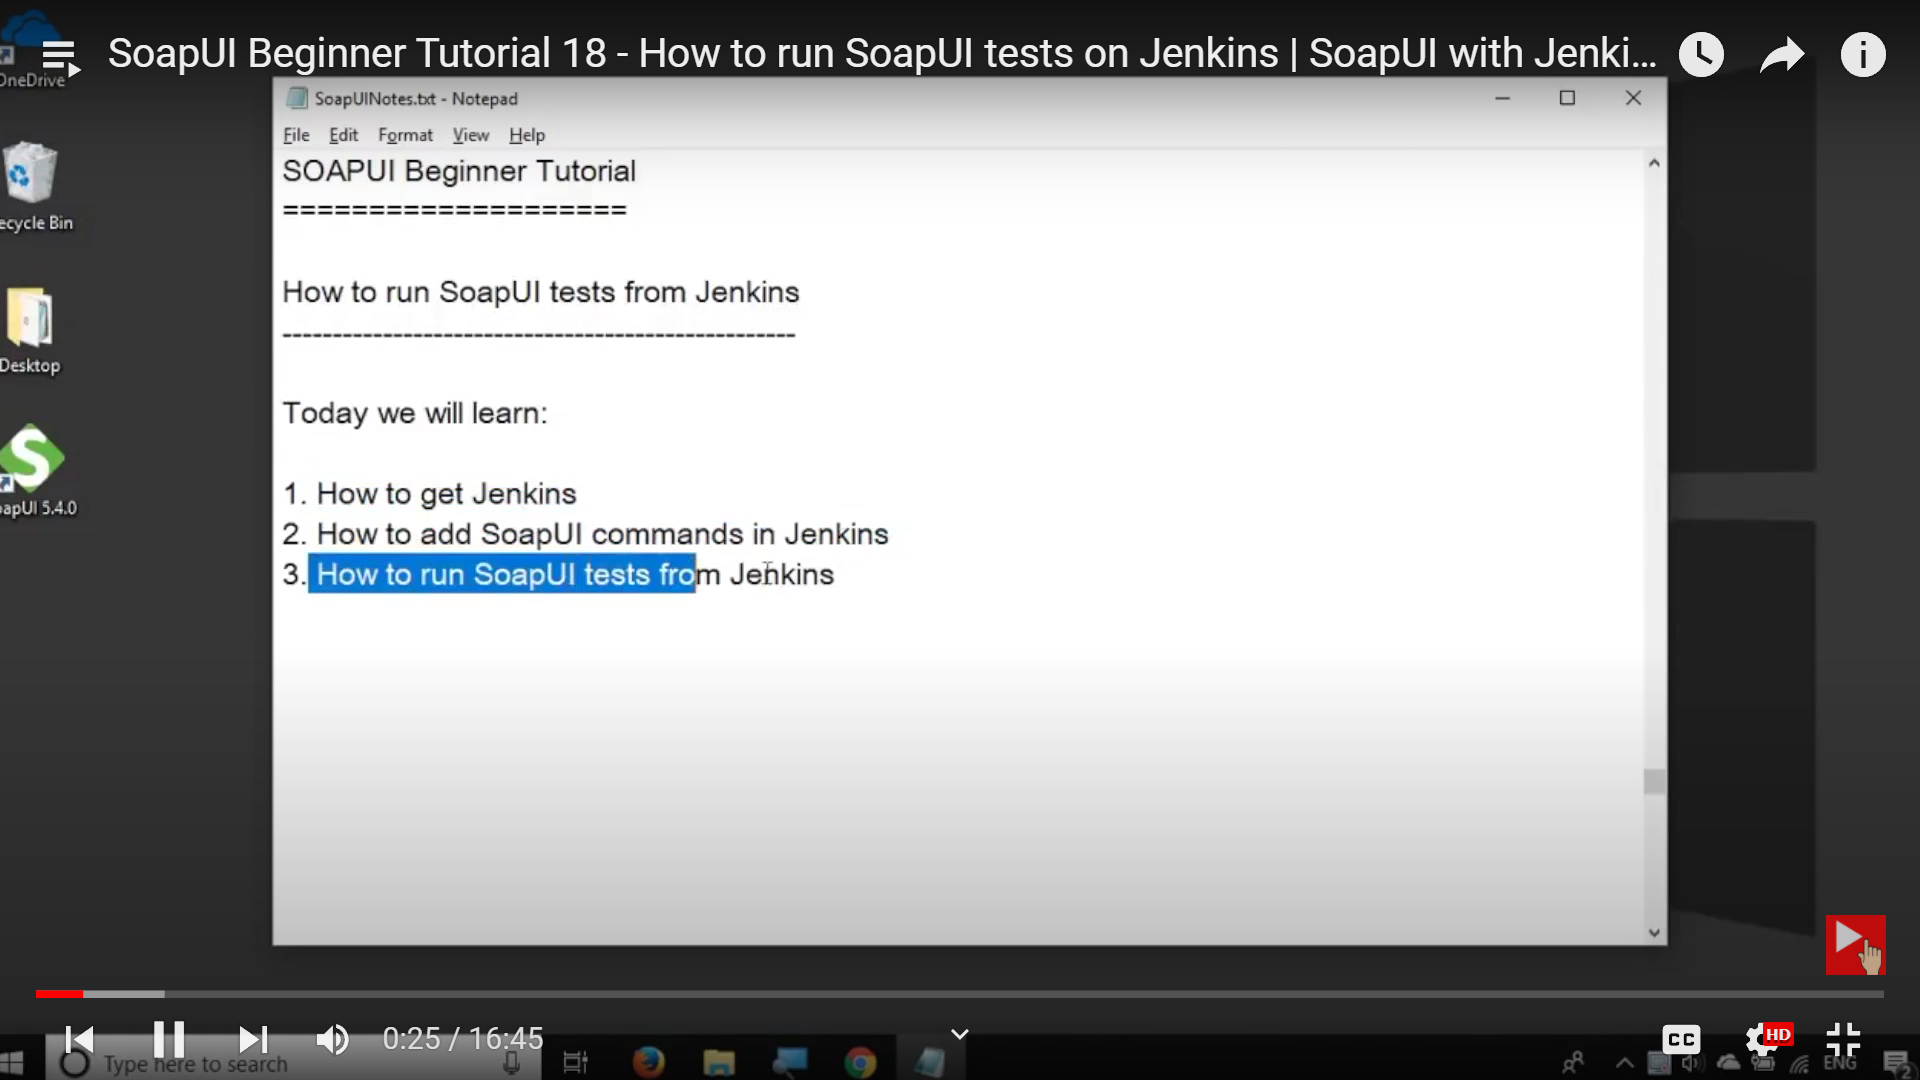 SoapUI Beginner Tutorial 18 - How to run SoapUI tests on Jenkins | SoapUI with Jenki...
OneDrive
SoapUINotes.txt - Notepad
File Edit Format View Help
SOAPUI Beginner Tutorial
====================
ecycle Bin
How to run SoapUI tests from Jenkins
---------------------------------------------------
Desktop
Today we will learn:
1. How to get Jenkins
2. How to add SoapUI commands in Jenkins
3. How to run SoapUI tests from Jenkins
oapUI 5.4.0
0:25 / 16:45
CC
HD
Type here to search
ENG
2